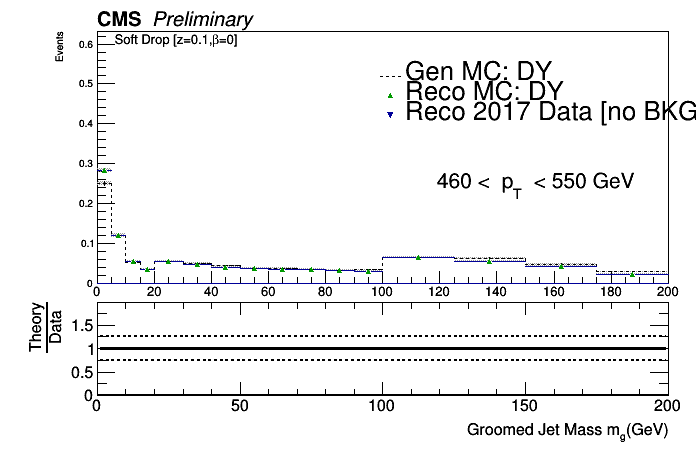 CMS Preliminary
Events
Soft Drop [z=0.1,β=0]
Gen MC: DY
Reco MC: DY
Reco 2017 Data [no BKG
460 < p_T < 550 GeV
0.6
0.5
0.4
0.3
0.2
0.1
0
0 20 40 60 80 100 120 140 160 180 200
Theory
Data
1.5
1
0.5
0
0 50 100 150 200
Groomed Jet Mass m_g(GeV)